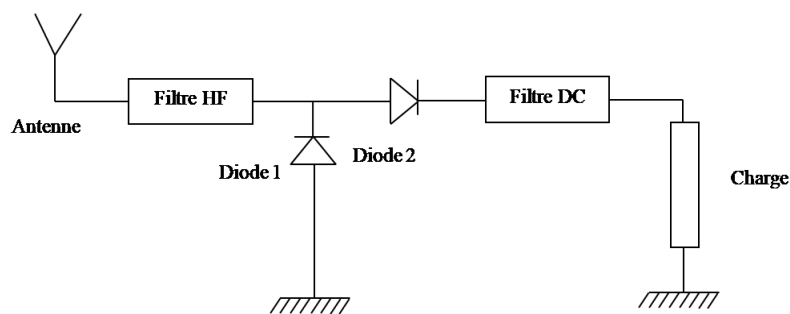 Filtre HF
Filtre DC
Antenne
Diode 1
Diode 2
Charge